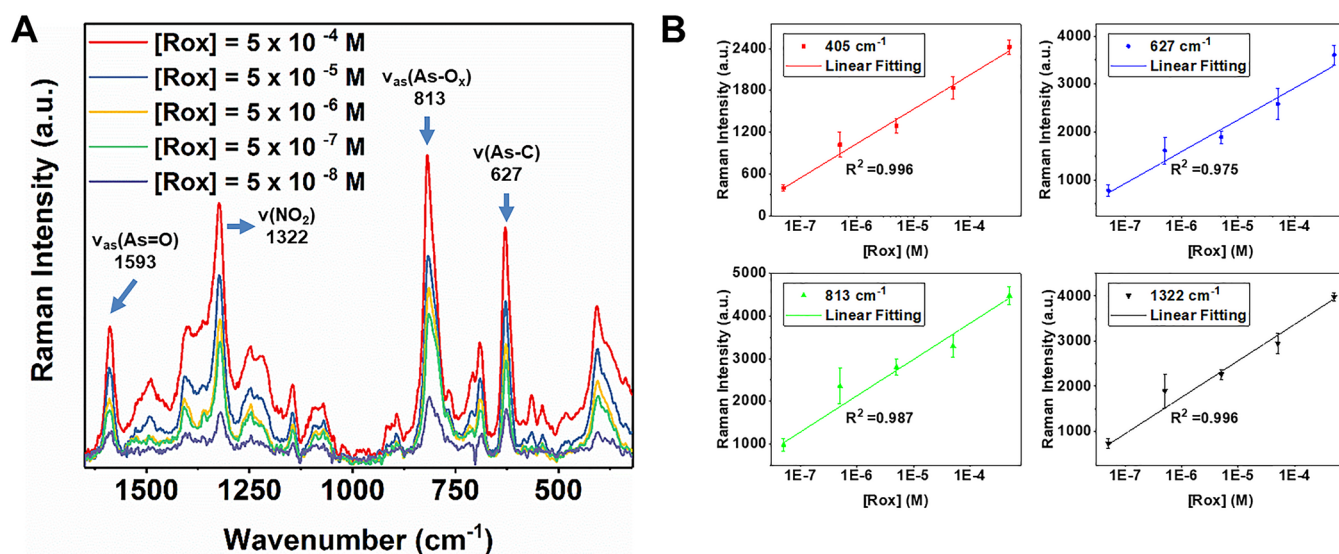 A
[Rox] = 5 x 10 -4 M
[Rox] = 5 x 10 -5 M
[Rox] = 5 x 10 -6 M
[Rox] = 5 x 10 -7 M
[Rox] = 5 x 10 -8 M
νas(As-Ox)
813
ν(As-C)
627
ν(NO2)
1322
νas(As=O)
1593
Raman Intensity (a.u.)
1500
1250
1000
750
500
Wavenumber (cm-1)
B
405 cm-1
Linear Fitting
R2=0.996
Raman Intensity (a.u.)
2400
1800
1200
600
0
1E-7
1E-6
1E-5
1E-4
[Rox] (M)
627 cm-1
Linear Fitting
R2=0.975
Raman Intensity (a.u.)
4000
3000
2000
1000
1E-7
1E-6
1E-5
1E-4
[Rox] (M)
813 cm-1
Linear Fitting
R2=0.987
Raman Intensity (a.u.)
5000
4000
3000
2000
1000
1E-7
1E-6
1E-5
1E-4
[Rox] (M)
1322 cm-1
Linear Fitting
R2=0.996
Raman Intensity (a.u.)
4000
3000
2000
1000
1E-7
1E-6
1E-5
1E-4
[Rox] (M)